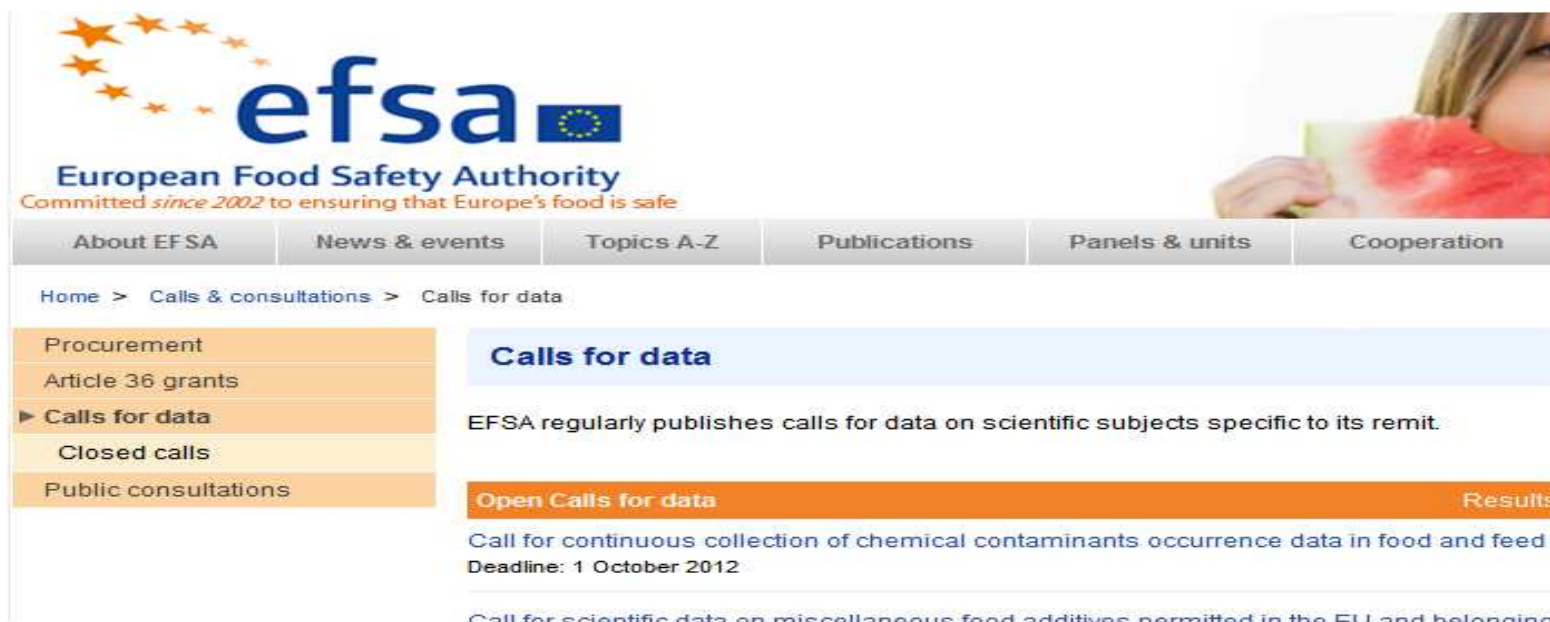 efsa
European Food Safety Authority
Committed since 2002 to ensuring that Europe's food is safe
About EFSA News & events Topics A-Z Publications Panels & units Cooperation
Home > Calls & consultations > Calls for data
Procurement
Article 36 grants
Calls for data
Closed calls
Public consultations
Calls for data
EFSA regularly publishes calls for data on scientific subjects specific to its remit.
Open Calls for data Results
Call for continuous collection of chemical contaminants occurrence data in food and feed
Deadline: 1 October 2012
Call for scientific data on miscellaneous food additives permitted in the EU and belonging